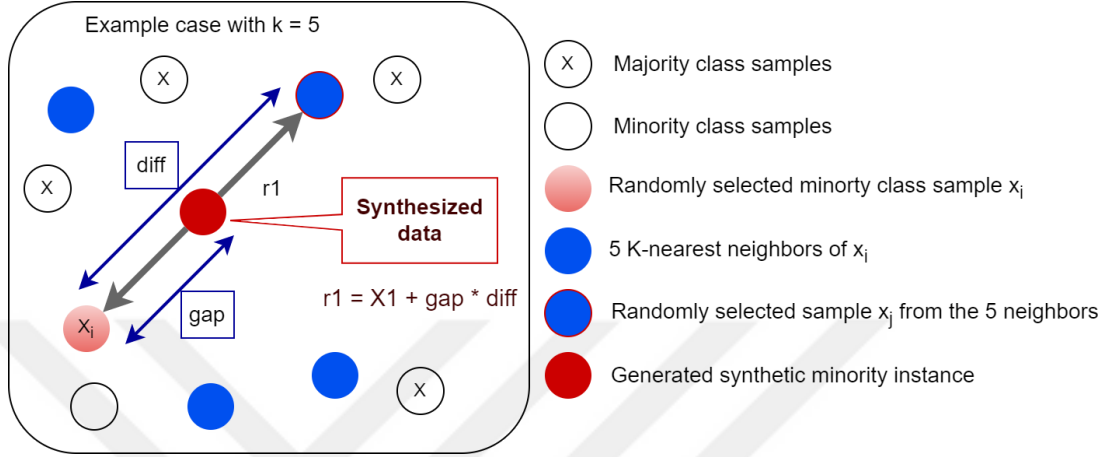 Example case with k = 5
X
X
X
diff
r1
Synthesized
data
r1 = X1 + gap * diff
gap
Xi
X
X Majority class samples
Minority class samples
Randomly selected minorty class sample xi
5 K-nearest neighbors of xi
Randomly selected sample xj from the 5 neighbors
Generated synthetic minority instance